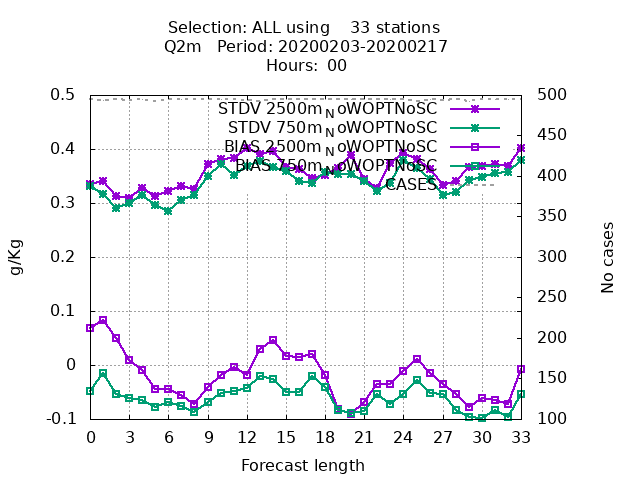 Selection: ALL using 33 stations
Q2m Period: 20200203-20200217
Hours: 00
0.5 500
STDV 2500m_NoWOPTNoSC
STDV 750m_NoWOPTNoSC
450
0.4 BIAS 2500m_NoWOPTNoSC
BIAS 750m_NoWOPTNoSC
400
CASES
0.3 350
0.2 300
g/Kg
No cases
250
0.1
200
0 150
-0.1 100
0 3 6 9 12 15 18 21 24 27 30 33
Forecast length